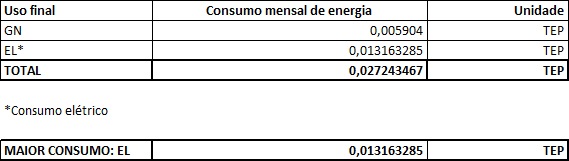 Uso final Consumo mensal de energia Unidade
GN 0,005904 TEP
EL* 0,013163285 TEP
TOTAL 0,027243467 TEP
*Consumo elétrico
MAIOR CONSUMO: EL 0,013163285 TEP